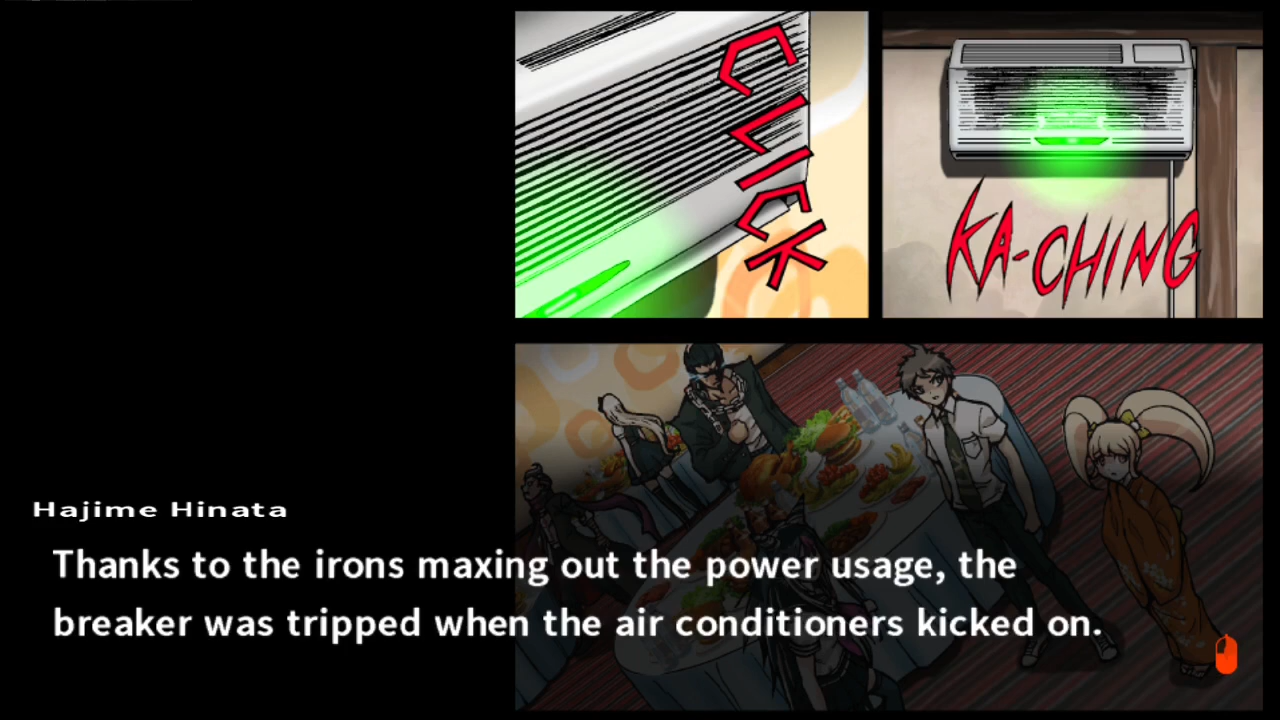 CLICK
KA-CHING
Hajime Hinata
Thanks to the irons maxing out the power usage, the
breaker was tripped when the air conditioners kicked on.